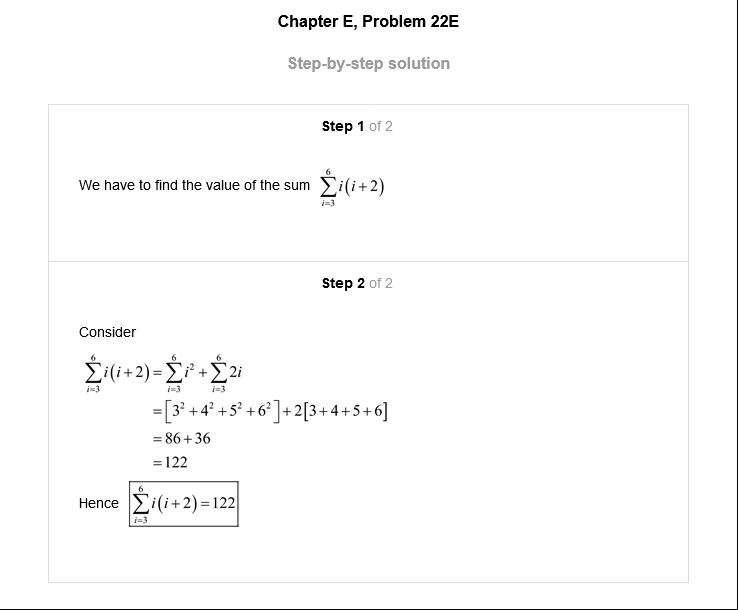 Chapter E, Problem 22E
Step-by-step solution
Step 1 of 2
We have to find the value of the sum $\sum_{i=3}^{6} i(i+2)$
Step 2 of 2
Consider
$\sum_{i=3}^{6} i(i+2) = \sum_{i=3}^{6} i^2 + \sum_{i=3}^{6} 2i$
$= \left[3^2 + 4^2 + 5^2 + 6^2\right] + 2[3+4+5+6]$
$= 86 + 36$
$= 122$
Hence $\boxed{\sum_{i=3}^{6} i(i+2) = 122}$